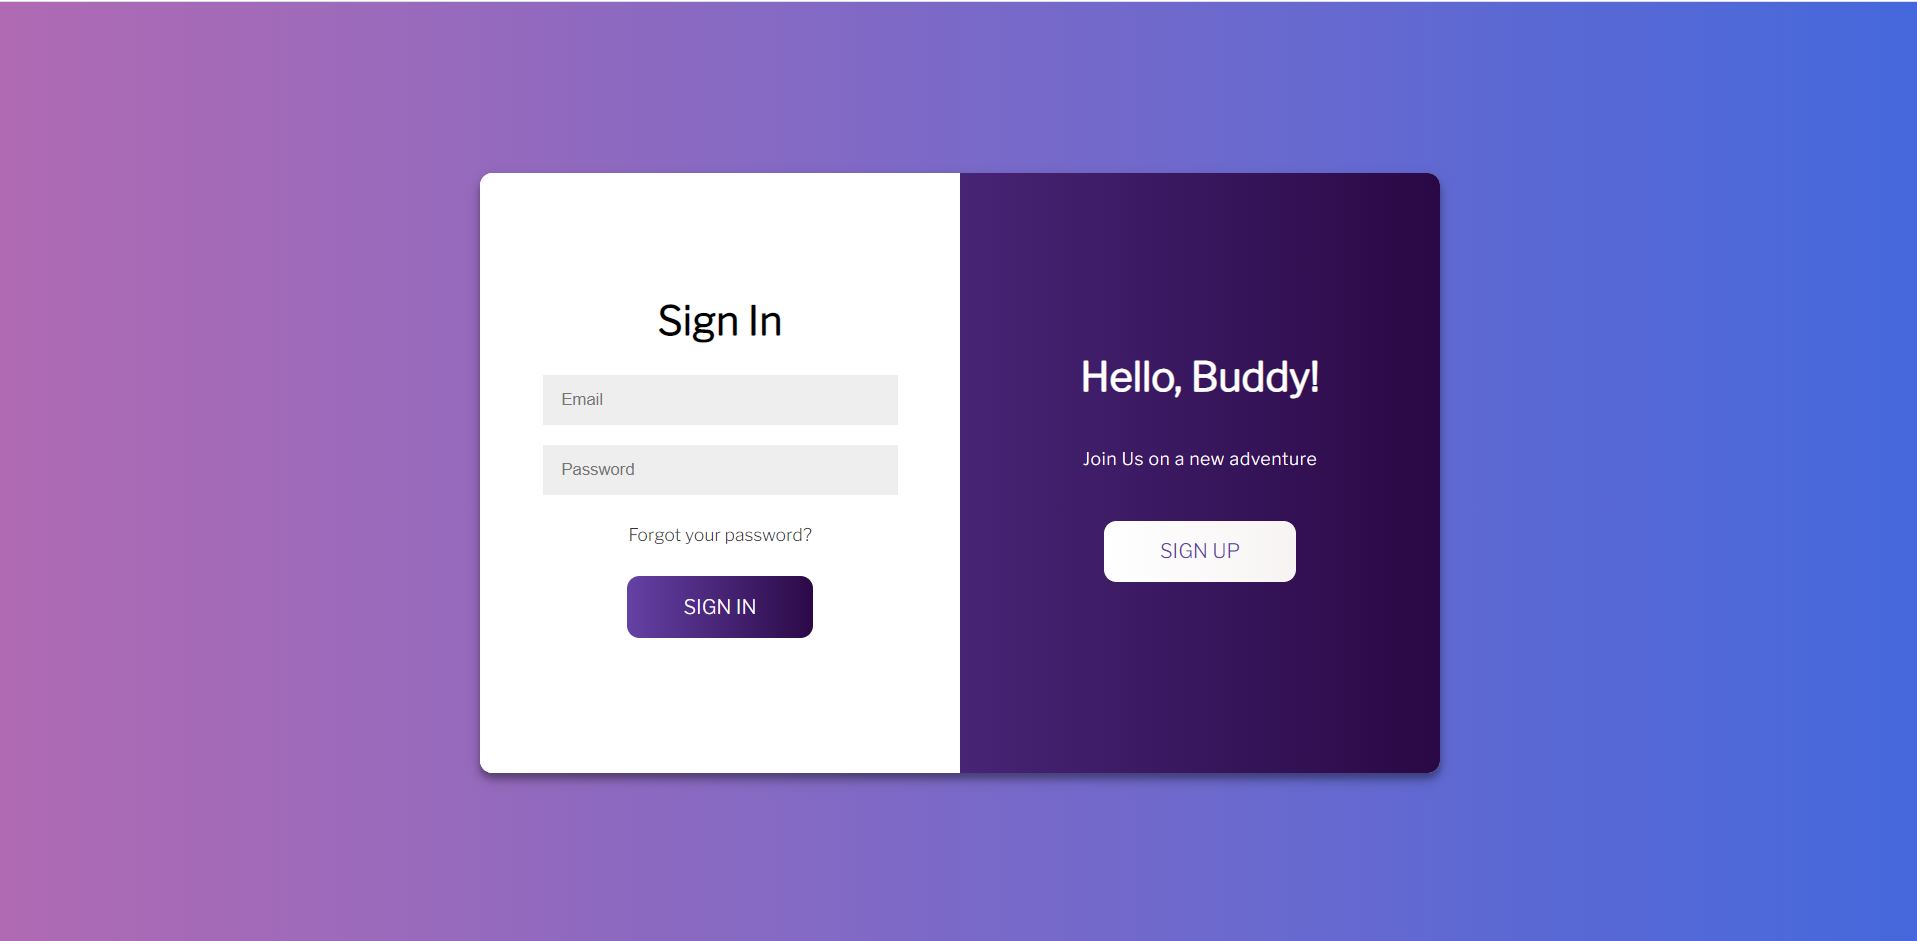 Sign In
Email
Password
Forgot your password?
SIGN IN
Hello, Buddy!
Join Us on a new adventure
SIGN UP